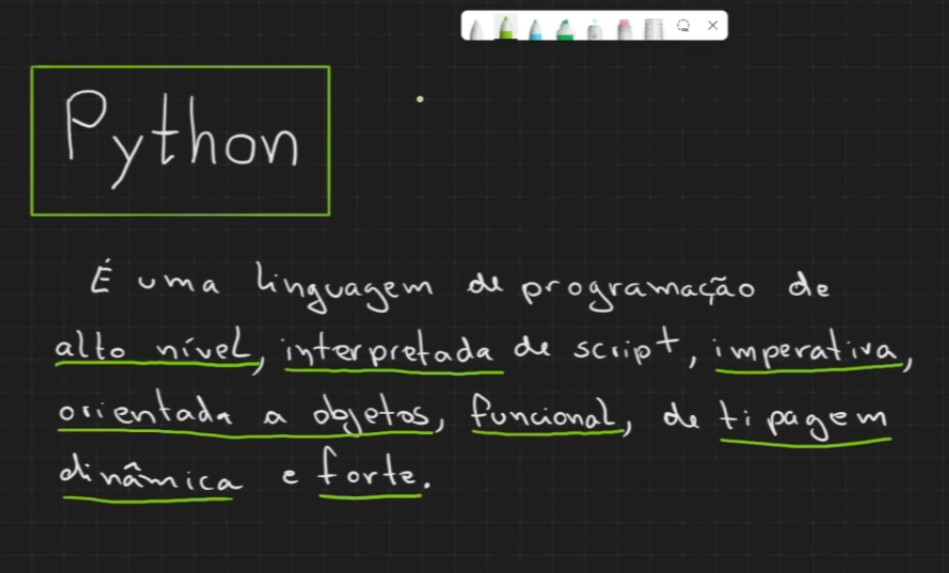 Python
É uma linguagem de programação de
alto nível, interpretada de script, imperativa,
orientada a objetos, funcional, de tipagem
dinâmica e forte.